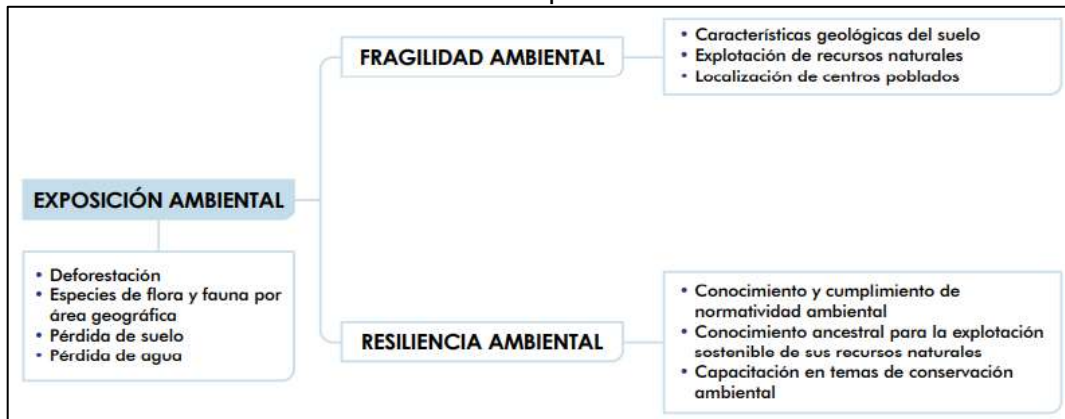 FRAGILIDAD AMBIENTAL
• Características geológicas del suelo
• Explotación de recursos naturales
• Localización de centros poblados
EXPOSICIÓN AMBIENTAL
• Deforestación
• Especies de flora y fauna por
área geográfica
• Pérdida de suelo
• Pérdida de agua
RESILIENCIA AMBIENTAL
• Conocimiento y cumplimiento de
normatividad ambiental
• Conocimiento ancestral para la explotación
sostenible de sus recursos naturales
• Capacitación en temas de conservación
ambiental